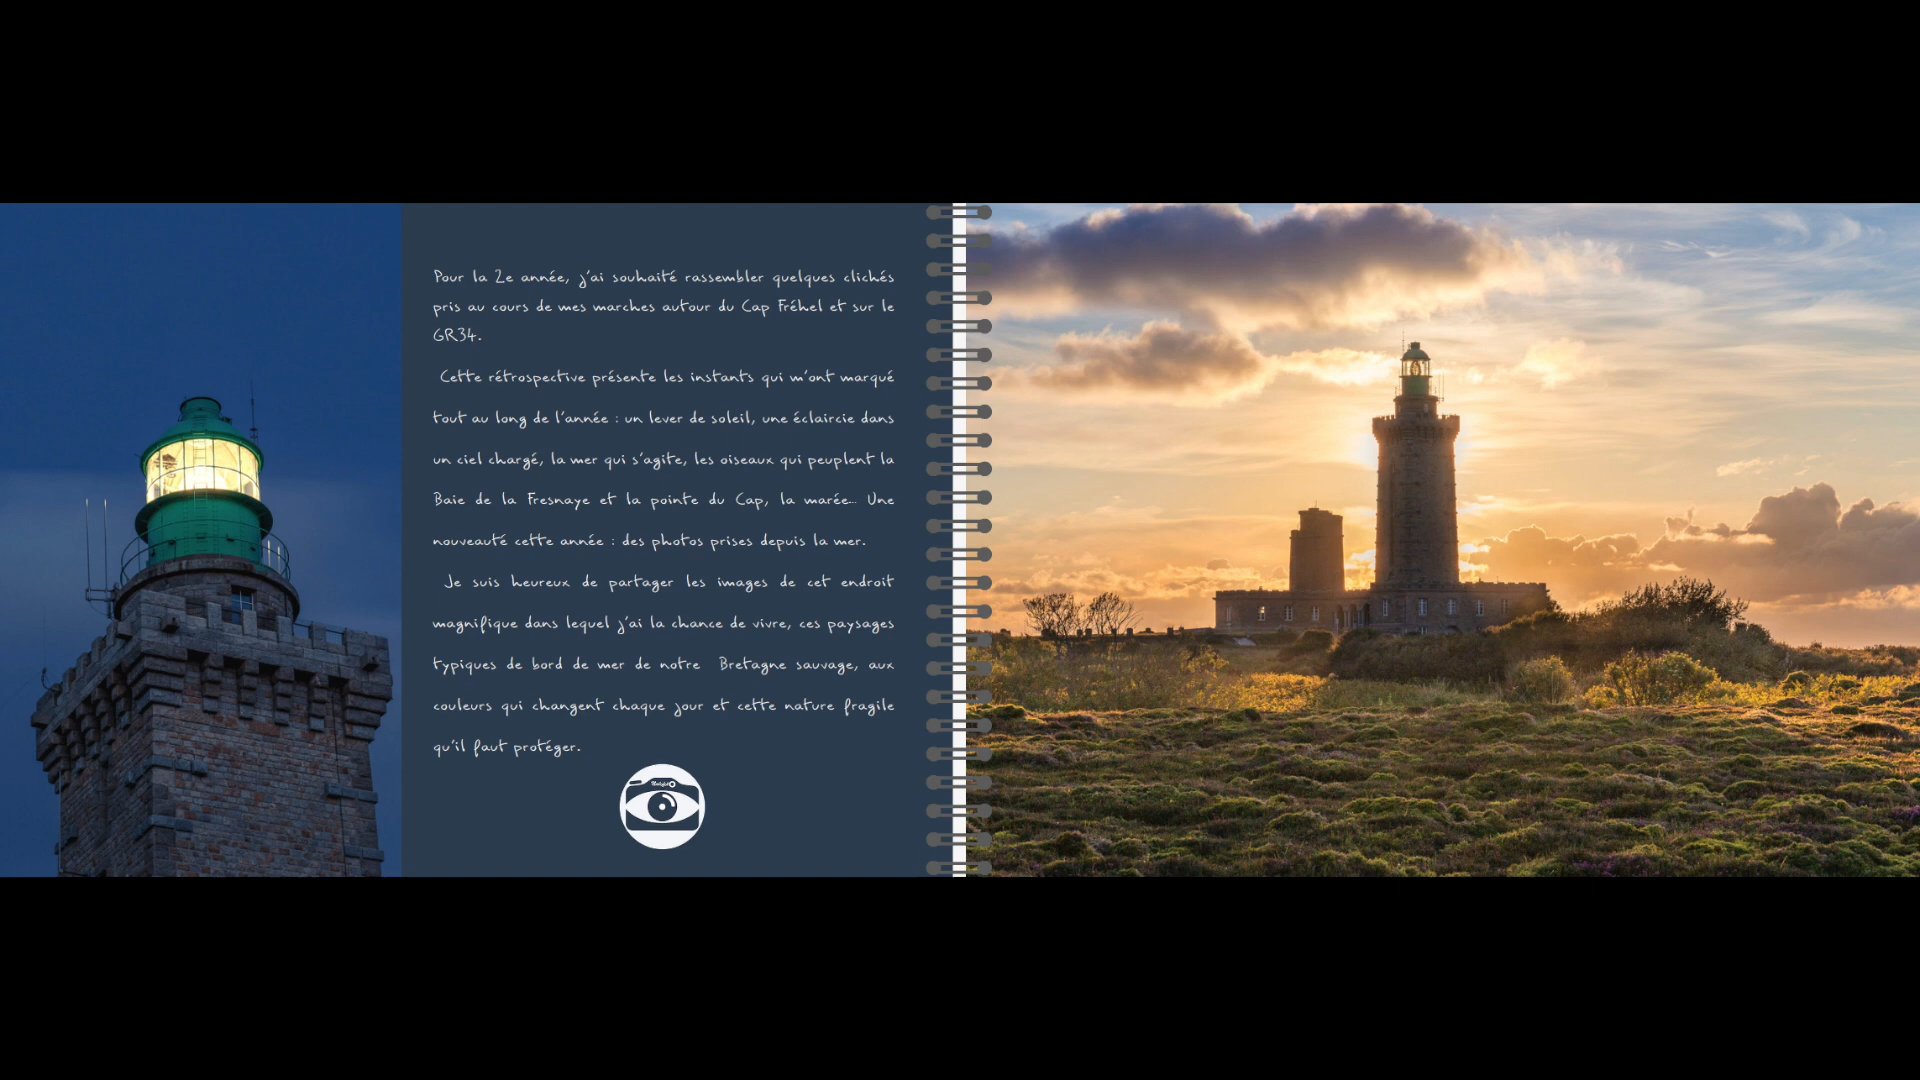 Pour la 2e année, j'ai souhaité rassembler quelques clichés
pris au cours de mes marches autour du Cap Fréhel et sur le
GR34.
Cette rétrospective présente les instants qui m'ont marqué
tout au long de l'année : un lever de soleil, une éclaircie dans
un ciel chargé, la mer qui s'agite, les oiseaux qui peuplent la
Baie de la Fresnaye et la pointe du Cap, la marée... Une
nouveauté cette année : des photos prises depuis la mer.
Je suis heureux de partager les images de cet endroit
magnifique dans lequel j'ai la chance de vivre, ces paysages
typiques de bord de mer de notre Bretagne sauvage, aux
couleurs qui changent chaque jour et cette nature fragile
qu'il faut protéger.